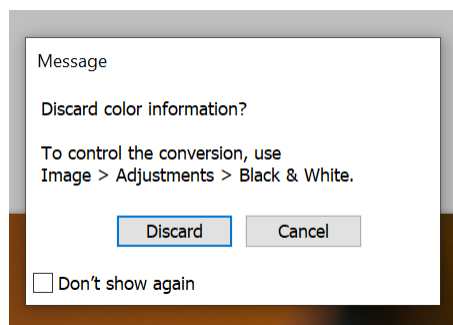 Message
Discard color information?
To control the conversion, use
Image > Adjustments > Black & White.
Discard
Cancel
Don’t show again